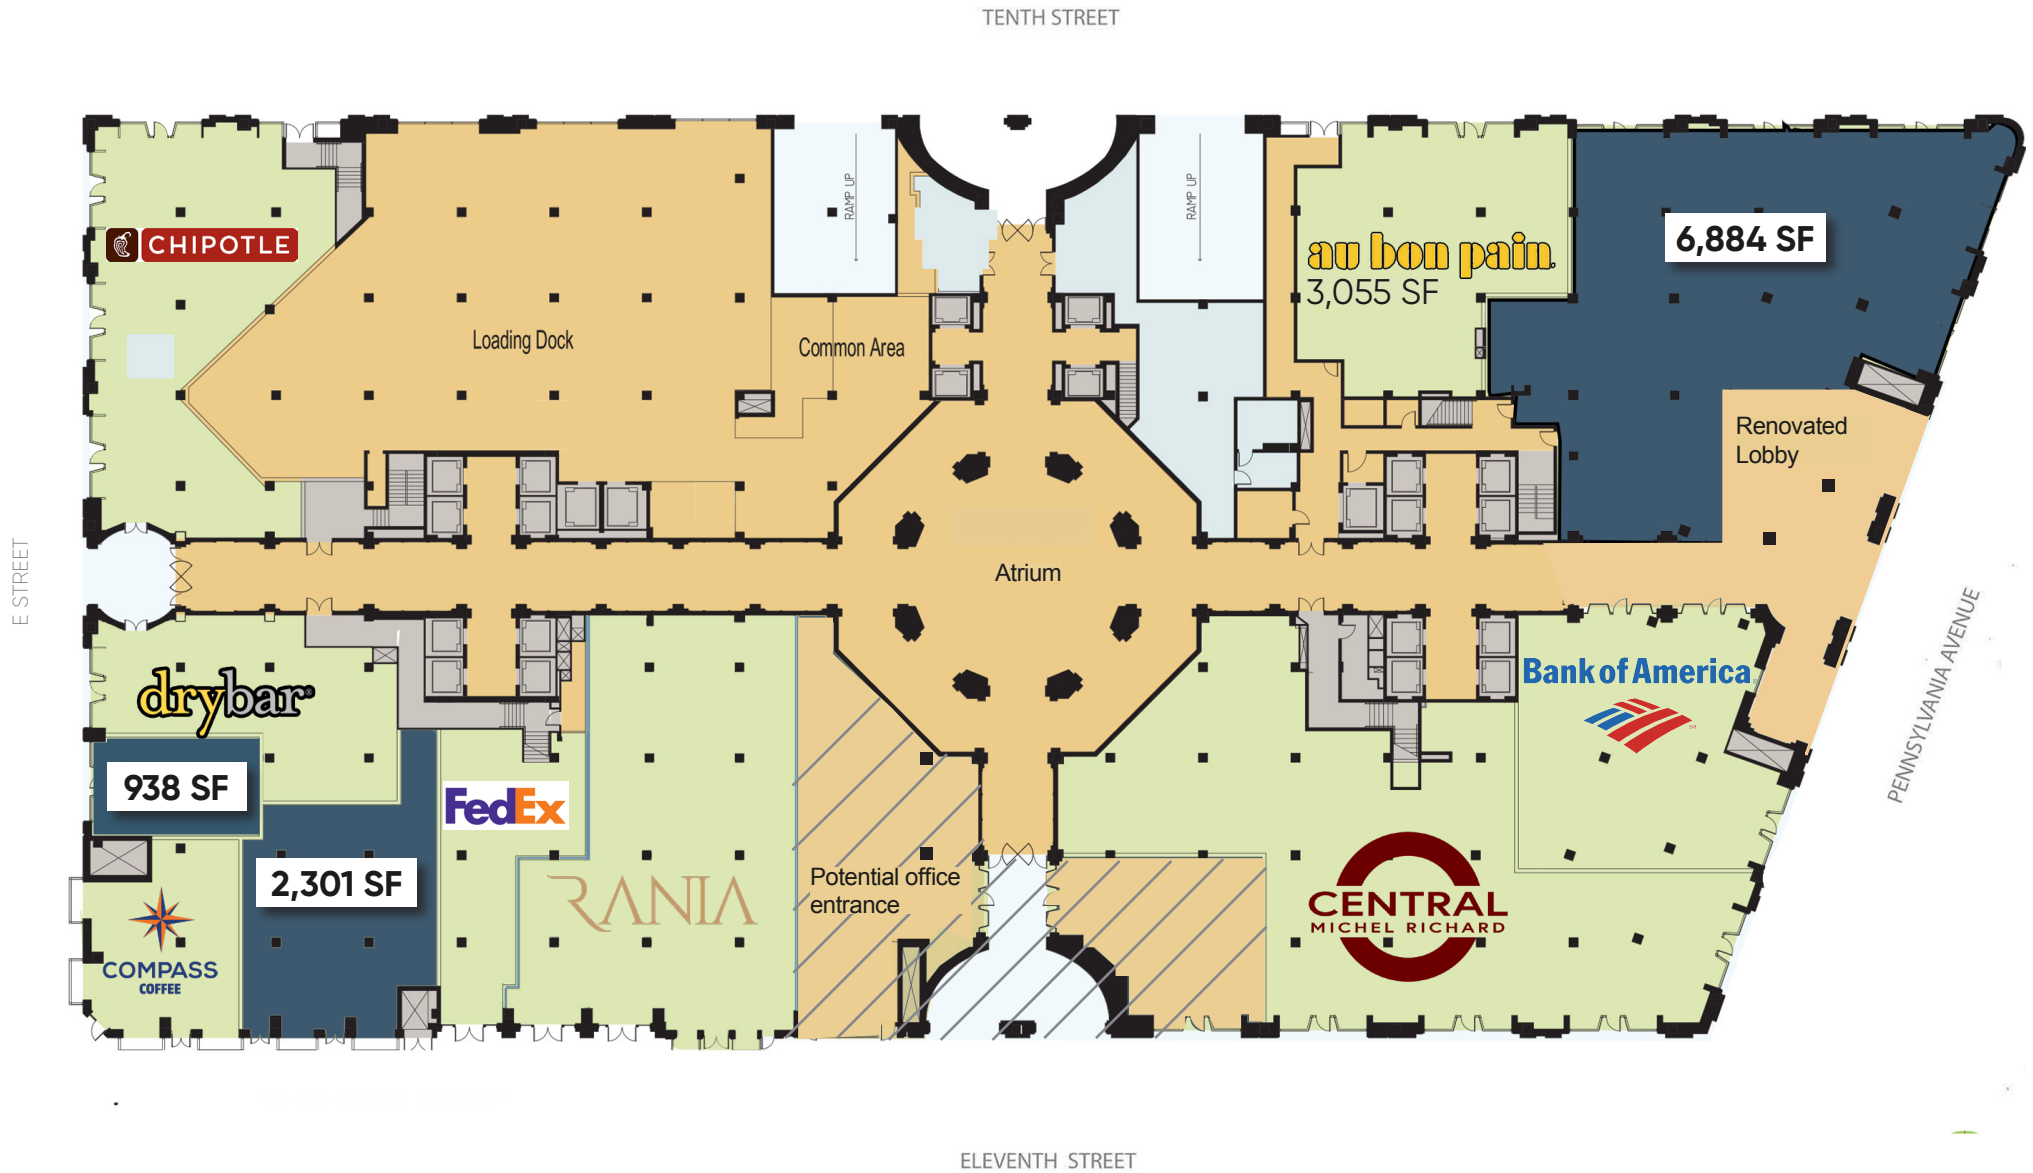 TENTH STREET
RAMP UP
RAMP UP
CHIPOTLE
au bon pain.
3,055 SF
6,884 SF
Loading Dock
Common Area
Renovated
Lobby
E STREET
Atrium
PENNSYLVANIA AVENUE
drybar
Bank of America
938 SF
FedEx
2,301 SF
RANIA
Potential office
entrance
CENTRAL
MICHEL RICHARD
COMPASS
COFFEE
ELEVENTH STREET